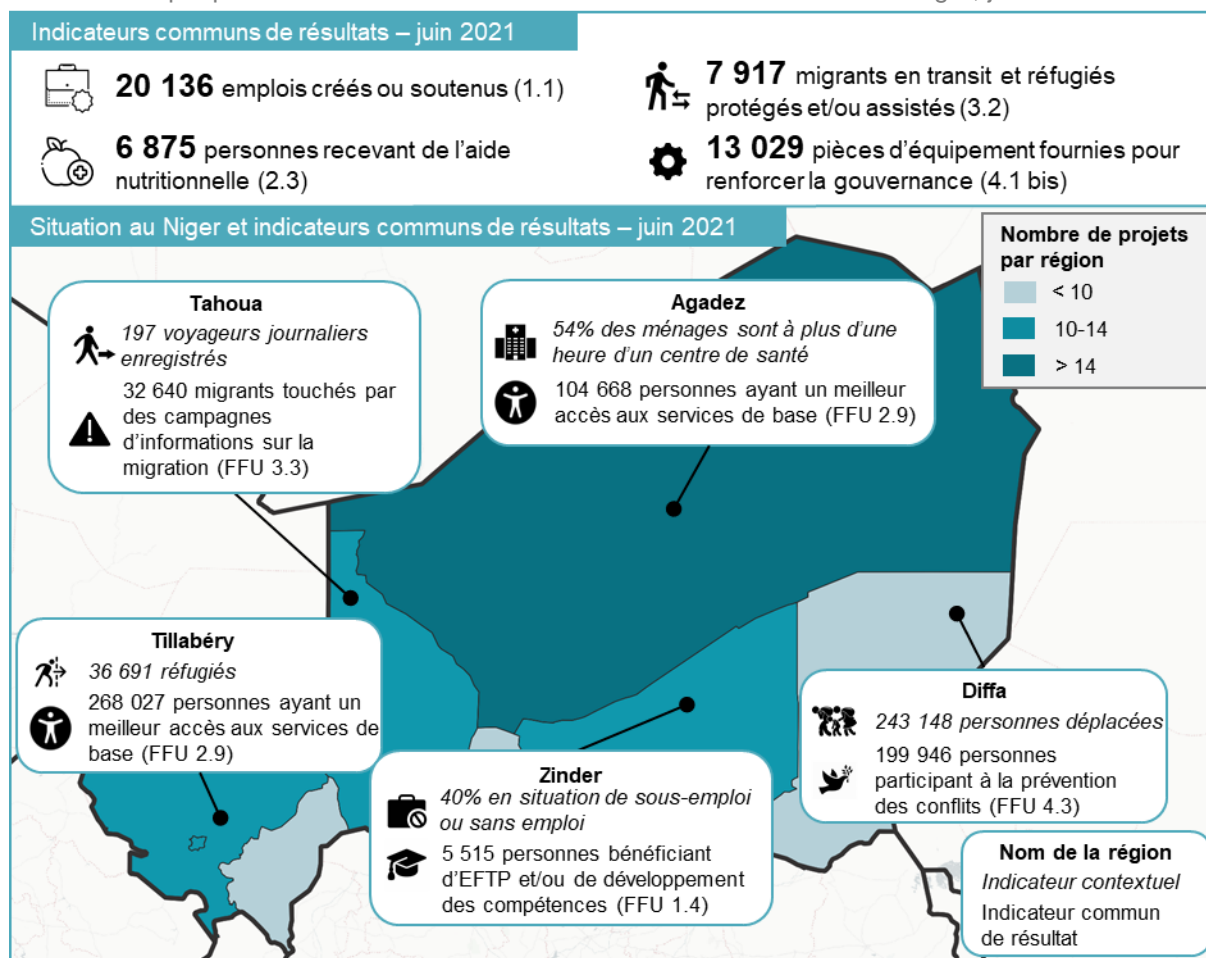 Indicateurs communs de résultats – juin 2021
20 136 emplois créés ou soutenus (1.1)
6 875 personnes recevant de l’aide
nutritionnelle (2.3)
7 917 migrants en transit et réfugiés
protégés et/ou assistés (3.2)
13 029 pièces d’équipement fournies pour
renforcer la gouvernance (4.1 bis)
Situation au Niger et indicateurs communs de résultats – juin 2021
Nombre de projets
par région
< 10
10-14
> 14
Tahoua
197 voyageurs journaliers
enregistrés
32 640 migrants touchés par
des campagnes
d’informations sur la
migration (FFU 3.3)
Agadez
54% des ménages sont à plus d’une
heure d’un centre de santé
104 668 personnes ayant un meilleur
accès aux services de base (FFU 2.9)
Tillabéry
36 691 réfugiés
268 027 personnes ayant un
meilleur accès aux services de
base (FFU 2.9)
Zinder
40% en situation de sous-emploi
ou sans emploi
5 515 personnes bénéficiant
d’EFTP et/ou de développement
des compétences (FFU 1.4)
Diffa
243 148 personnes déplacées
199 946 personnes
participant à la prévention
des conflits (FFU 4.3)
Nom de la région
Indicateur contextuel
Indicateur commun
de résultat